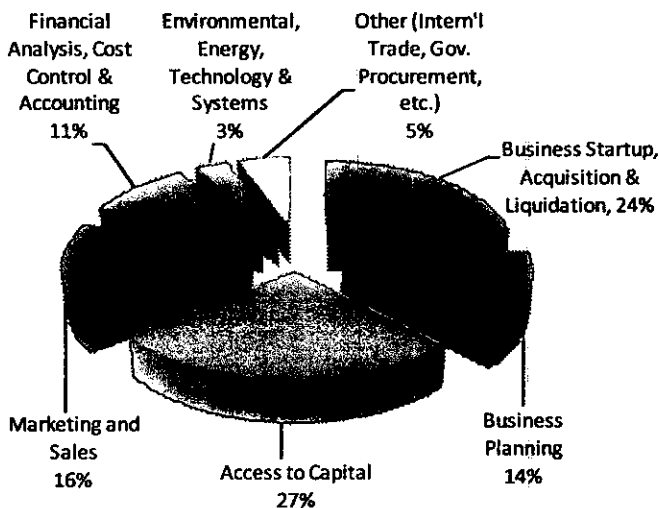 Financial
Analysis, Cost
Control &
Accounting
11%
Environmental,
Energy,
Technology &
Systems
3%
Other (Intern'l
Trade, Gov.
Procurement,
etc.)
5%
Business Startup,
Acquisition &
Liquidation, 24%
Marketing and
Sales
16%
Access to Capital
27%
Business
Planning
14%